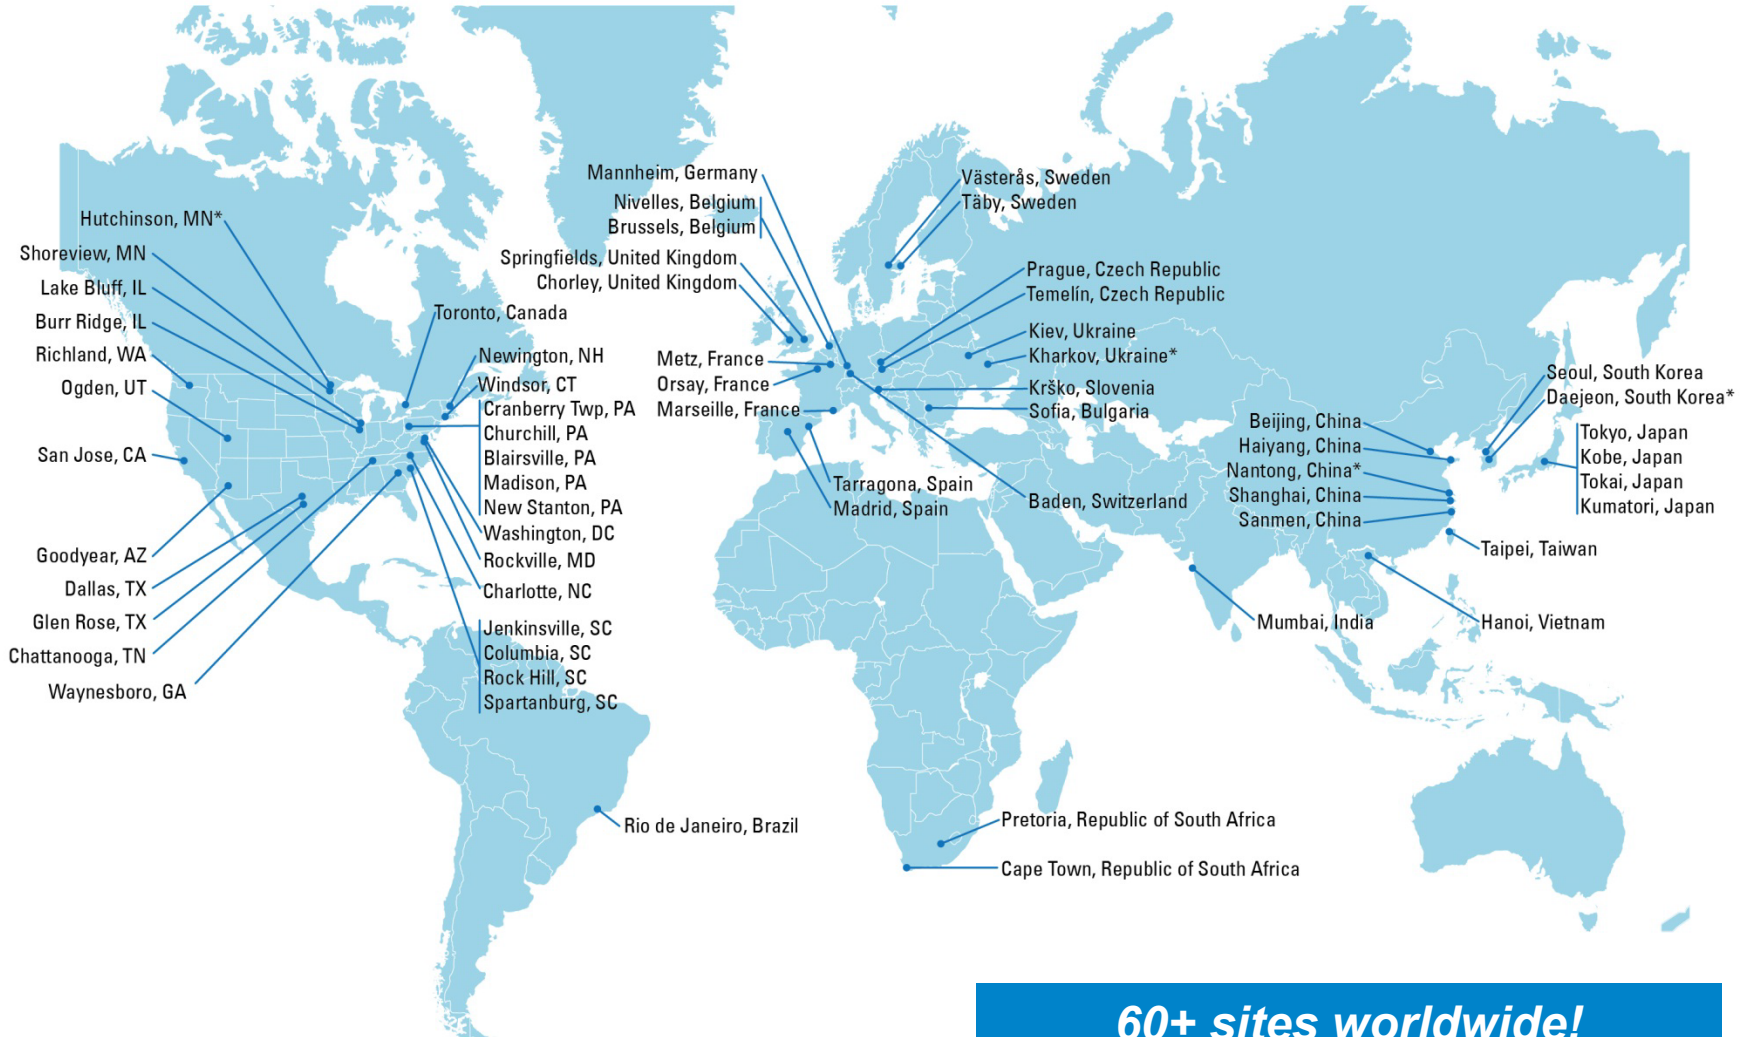 Hutchinson, MN*
Shoreview, MN
Lake Bluff, IL
Burr Ridge, IL
Richland, WA
Ogden, UT
San Jose, CA
Goodyear, AZ
Dallas, TX
Glen Rose, TX
Chattanooga, TN
Waynesboro, GA
Toronto, Canada
Newington, NH
Windsor, CT
Cranberry Twp, PA
Churchill, PA
Blairsville, PA
Madison, PA
New Stanton, PA
Washington, DC
Rockville, MD
Charlotte, NC
Jenkinsville, SC
Columbia, SC
Rock Hill, SC
Spartanburg, SC
Rio de Janeiro, Brazil
Mannheim, Germany
Nivelles, Belgium
Brussels, Belgium
Springfields, United Kingdom
Chorley, United Kingdom
Metz, France
Orsay, France
Marseille, France
Tarragona, Spain
Madrid, Spain
Västerås, Sweden
Täby, Sweden
Prague, Czech Republic
Temelín, Czech Republic
Kiev, Ukraine
Kharkov, Ukraine*
Krško, Slovenia
Sofia, Bulgaria
Baden, Switzerland
Pretoria, Republic of South Africa
Cape Town, Republic of South Africa
Beijing, China
Haiyang, China
Nantong, China*
Shanghai, China
Sanmen, China
Seoul, South Korea
Daejeon, South Korea*
Tokyo, Japan
Kobe, Japan
Tokai, Japan
Kumatori, Japan
Taipei, Taiwan
Mumbai, India
Hanoi, Vietnam
60+ sites worldwide!